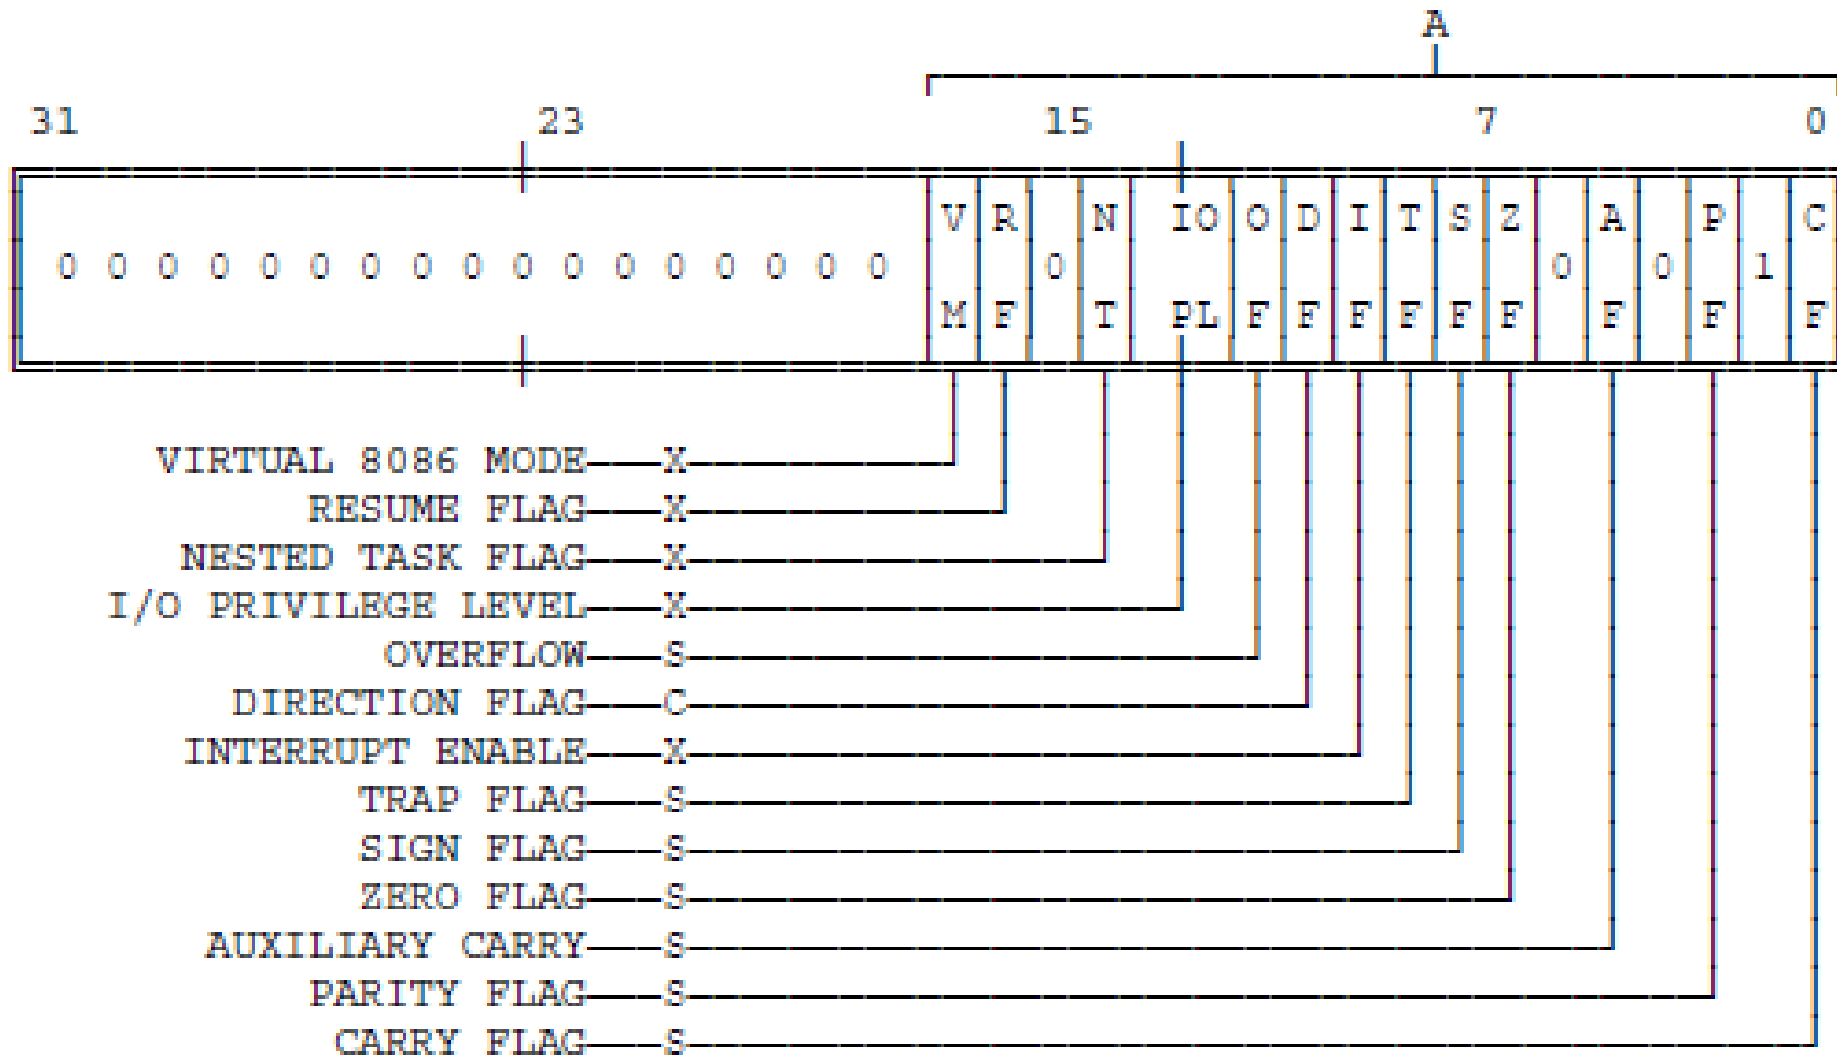 A
31 23 15 7 0
V R N IO O D I T S Z A P C
0 0 0 0 0 0 0 0 0 0 0 0 0 0 0 0 0 0 0 0 1
M F T PL F F F F F F F F F
VIRTUAL 8086 MODE X
RESUME FLAG X
NESTED TASK FLAG X
I/O PRIVILEGE LEVEL X
OVERFLOW S
DIRECTION FLAG C
INTERRUPT ENABLE X
TRAP FLAG S
SIGN FLAG S
ZERO FLAG S
AUXILIARY CARRY S
PARITY FLAG S
CARRY FLAG S